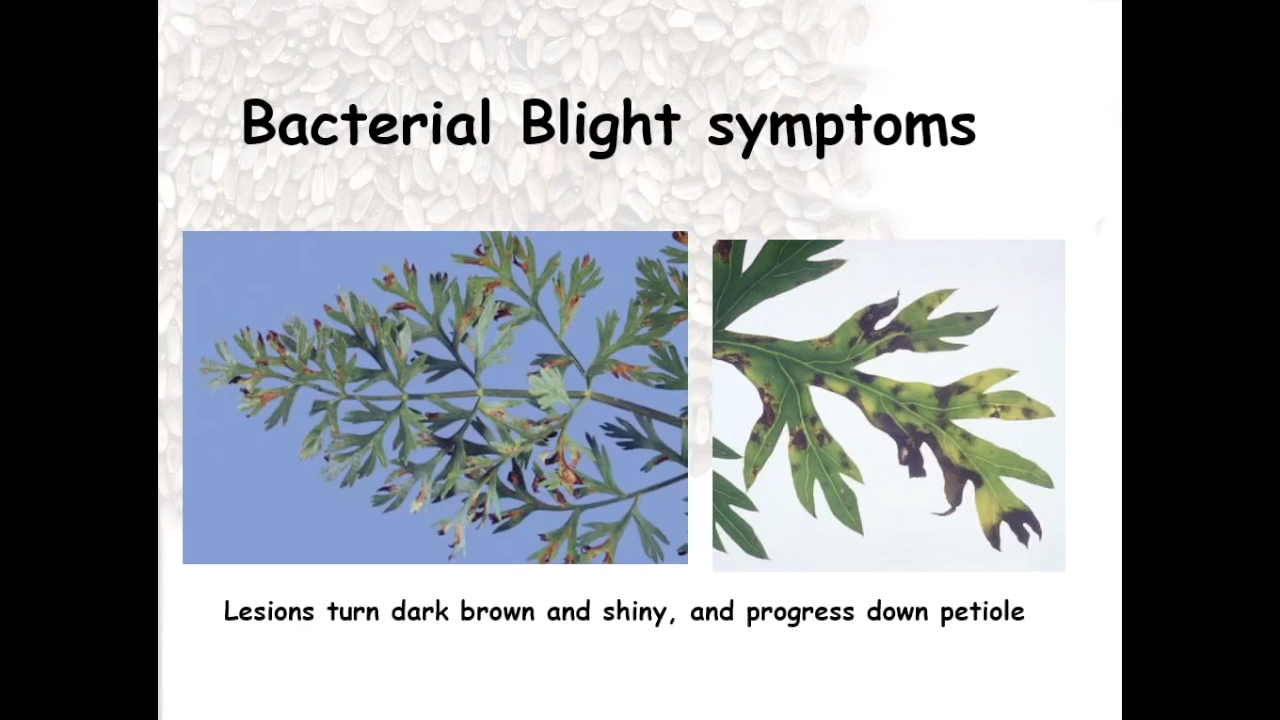 Bacterial Blight symptoms
Lesions turn dark brown and shiny, and progress down petiole